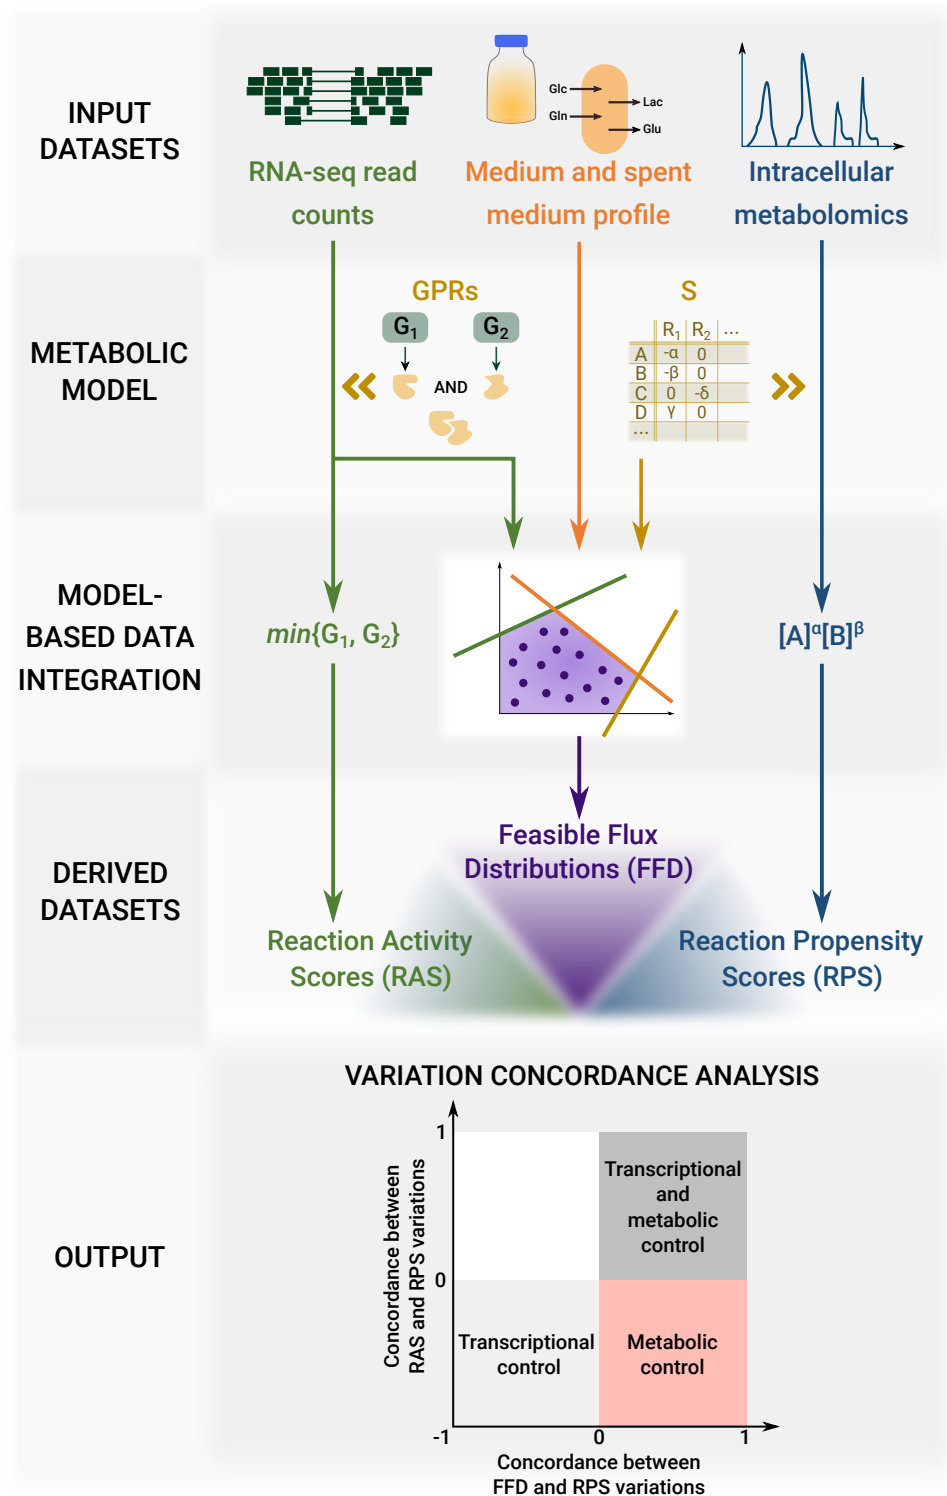 INPUT
DATASETS
Glc
Gln
Lac
Glu
RNA-seq read
counts
Medium and spent
medium profile
Intracellular
metabolomics
METABOLIC
MODEL
GPRs
G₁
G₂
AND
S
R₁ R₂ ...
A -α 0
B -β 0
C 0 -δ
D γ 0
...
MODEL-
BASED DATA
INTEGRATION
min{G₁, G₂}
[A]ᵅ[B]ᵝ
DERIVED
DATASETS
Feasible Flux
Distributions (FFD)
Reaction Activity
Scores (RAS)
Reaction Propensity
Scores (RPS)
OUTPUT
VARIATION CONCORDANCE ANALYSIS
Concordance between
RAS and RPS variations
1
0
-1
Transcriptional
and
metabolic
control
Transcriptional
control
Metabolic
control
0
1
Concordance between
FFD and RPS variations